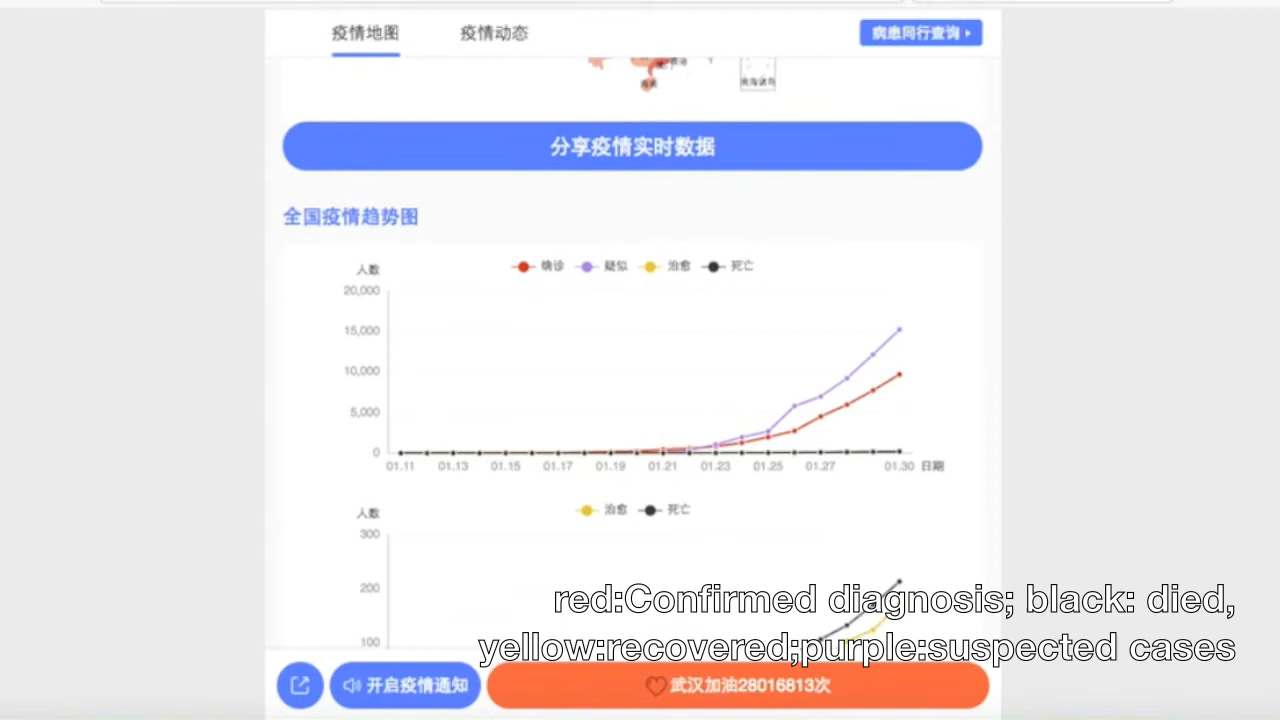 疫情地图 疫情动态 病患同行查询
南海诸岛
分享疫情实时数据
全国疫情趋势图
人数 确诊 疑似 治愈 死亡
20,000
15,000
10,000
5,000
0
01.11 01.13 01.15 01.17 01.19 01.21 01.23 01.25 01.27 01.30 日期
人数 治愈 死亡
300
200
100
red:Confirmed diagnosis; black: died,
yellow:recovered;purple:suspected cases
开启疫情通知 武汉加油28016813次